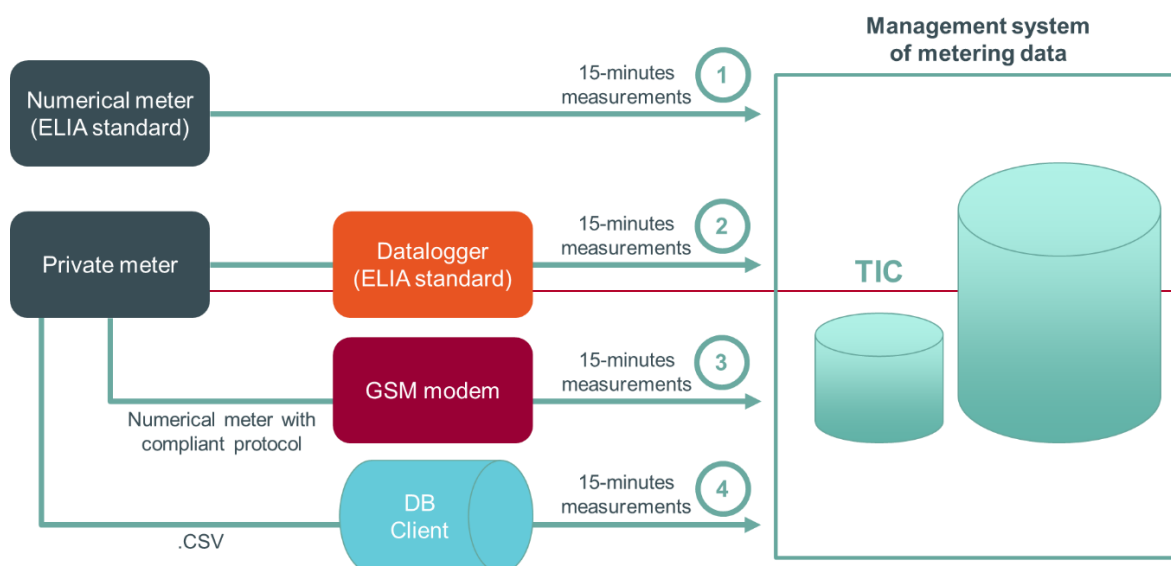 Management system
of metering data
Numerical meter
(ELIA standard)
15-minutes
measurements
1
Private meter
Datalogger
(ELIA standard)
15-minutes
measurements
2
TIC
GSM modem
15-minutes
measurements
3
Numerical meter with
compliant protocol
DB
Client
15-minutes
measurements
4
.CSV